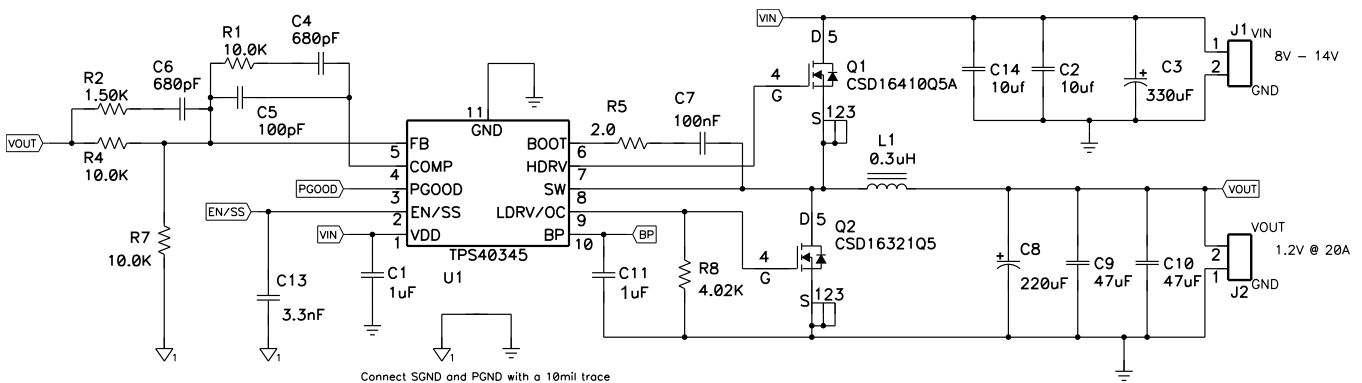 VOUT
R2
1.50K
C6
680pF
R1
10.0K
C4
680pF
C5
100pF
R4
10.0K
R7
10.0K
1
PGOOD
EN/SS
VIN
C13
3.3nF
1
C1
1uF
11
GND
FB
5
COMP
4
PGOOD
3
EN/SS
2
VDD
1
BOOT
6
HDRV
7
SW
8
LDRV/OC
9
BP
10
TPS40345
U1
1
Connect SGND and PGND with a 10mil trace
R5
2.0
C7
100nF
BP
C11
1uF
R8
4.02K
VIN
D 5
4
G
Q1
CSD16410Q5A
S 123
L1
0.3uH
D 5
4
G
Q2
CSD16321Q5
S 123
C14
10uf
C2
10uf
+
C3
330uF
J1
VIN
1
2
GND
8V - 14V
VOUT
+
C8
220uF
C9
47uF
C10
47uF
VOUT
2
1
J2
GND
1.2V @ 20A